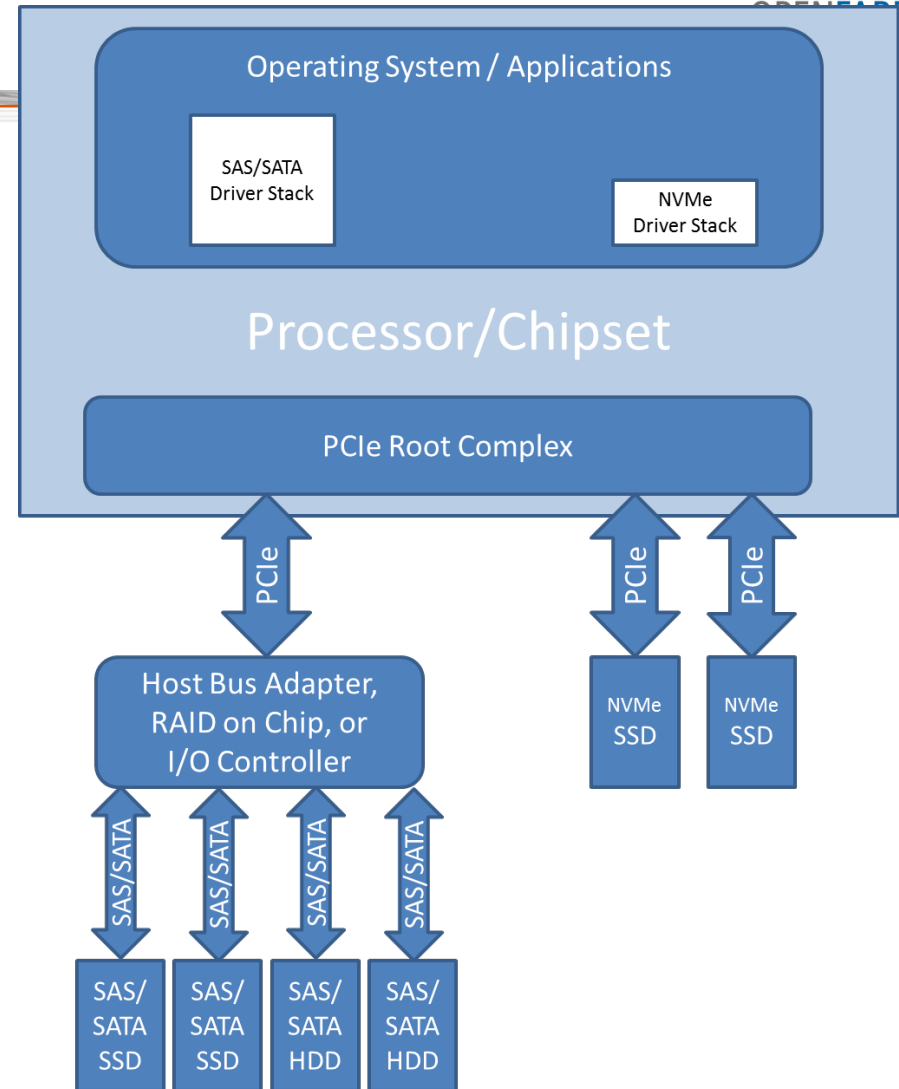 Operating System / Applications
SAS/SATA
Driver Stack
NVMe
Driver Stack
Processor/Chipset
PCIe Root Complex
PCIe
PCIe
PCIe
Host Bus Adapter,
RAID on Chip, or
I/O Controller
NVMe
SSD
NVMe
SSD
SAS/SATA
SAS/SATA
SAS/SATA
SAS/SATA
SAS/
SATA
SSD
SAS/
SATA
SSD
SAS/
SATA
HDD
SAS/
SATA
HDD